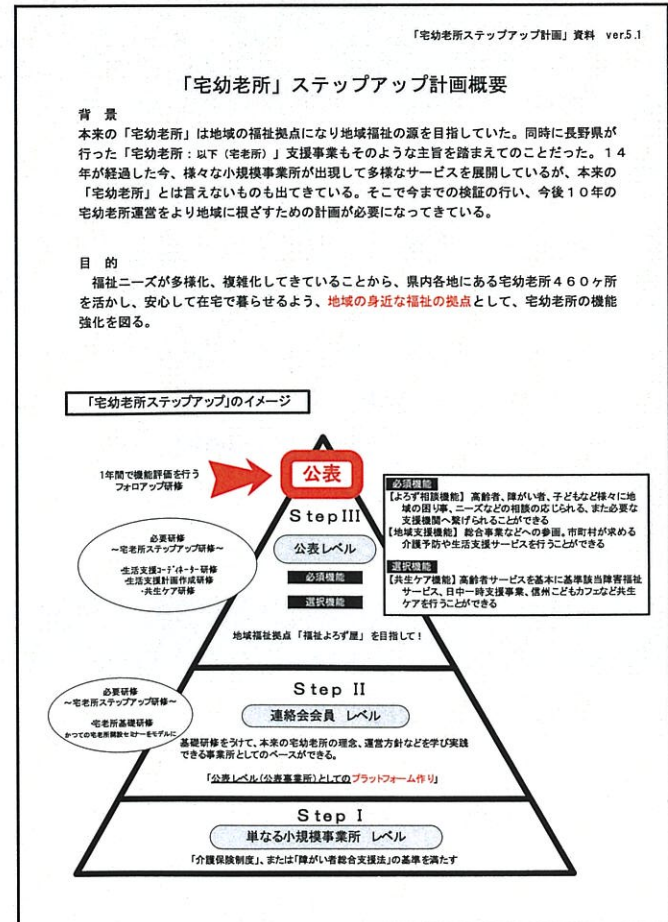 「宅幼老所ステップアップ計画」資料 ver.5.1
「宅幼老所」ステップアップ計画概要
背 景
本来の「宅幼老所」は地域の福祉拠点になり地域福祉の源を目指していた。同時に長野県が
行った「宅幼老所：以下（宅老所）」支援事業もそのような主旨を踏まえてのことだった。１４
年が経過した今、様々な小規模事業所が出現して多様なサービスを展開しているが、本来の
「宅幼老所」とは言えないものも出てきている。そこで今までの検証の行い、今後１０年の
宅幼老所運営をより地域に根ざすための計画が必要になってきている。
目 的
福祉ニーズが多様化、複雑化してきていることから、県内各地にある宅幼老所４６０ヶ所
を活かし、安心して在宅で暮らせるよう、地域の身近な福祉の拠点として、宅幼老所の機能
強化を図る。
「宅幼老所ステップアップ」のイメージ
1年間で機能評価を行う
フォロアップ研修
公表
StepIII
公表レベル
必須機能
選択機能
地域福祉拠点「福祉よろず屋」を目指して！
必須機能
【よろず相談機能】 高齢者、障がい者、子どもなど様々に地
域の困り事、ニーズなどの相談の応じられる、また必要な
支援機関へ繋げられることができる
【地域支援機能】 総合事業などへの参画。市町村が求める
介護予防や生活支援サービスを行うことができる
選択機能
【共生ケア機能】高齢者サービスを基本に基準該当障害福祉
サービス、日中一時支援事業、信州こどもカフェなど共生
ケアを行うことができる
必要研修
～宅老所ステップアップ研修～
・生活支援コーディネーター研修
・生活支援計画作成研修
・共生ケア研修
Step II
連絡会会員 レベル
基礎研修をうけて、本来の宅老所の理念、運営方針などを学び実践
できる事業所としてのベースができる。
「公表レベル（公表事業所）としてのプラットフォーム作り」
必要研修
～宅老所ステップアップ研修～
・宅老所基礎研修
かつての宅老所開設セミナーをモデルに
Step I
単なる小規模事業所 レベル
「介護保険制度」、または「障がい者総合支援法」の基準を満たす